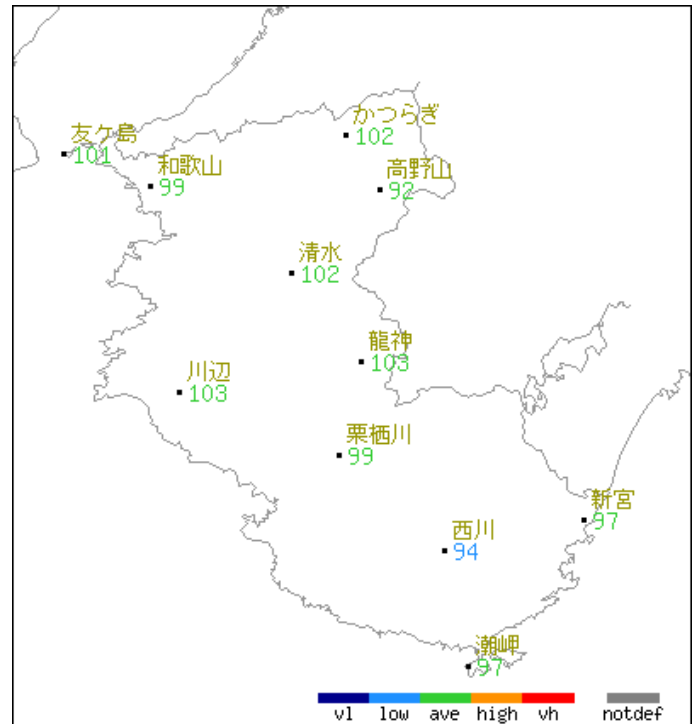 かつらぎ
102
友ケ島
101
和歌山
99
高野山
92
清水
102
龍神
103
川辺
103
栗栖川
99
新宮
97
西川
94
潮岬
97
vl low ave high vh notdef